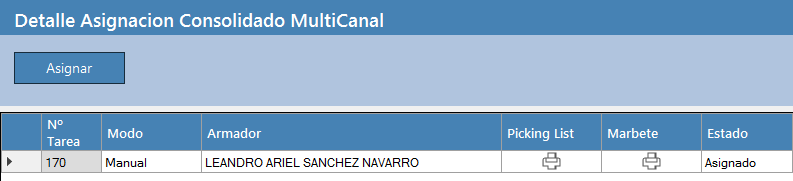 Detalle Asignacion Consolidado MultiCanal
Asignar
Nº Tarea Modo Armador Picking List Marbete Estado
170 Manual LEANDRO ARIEL SANCHEZ NAVARRO Asignado